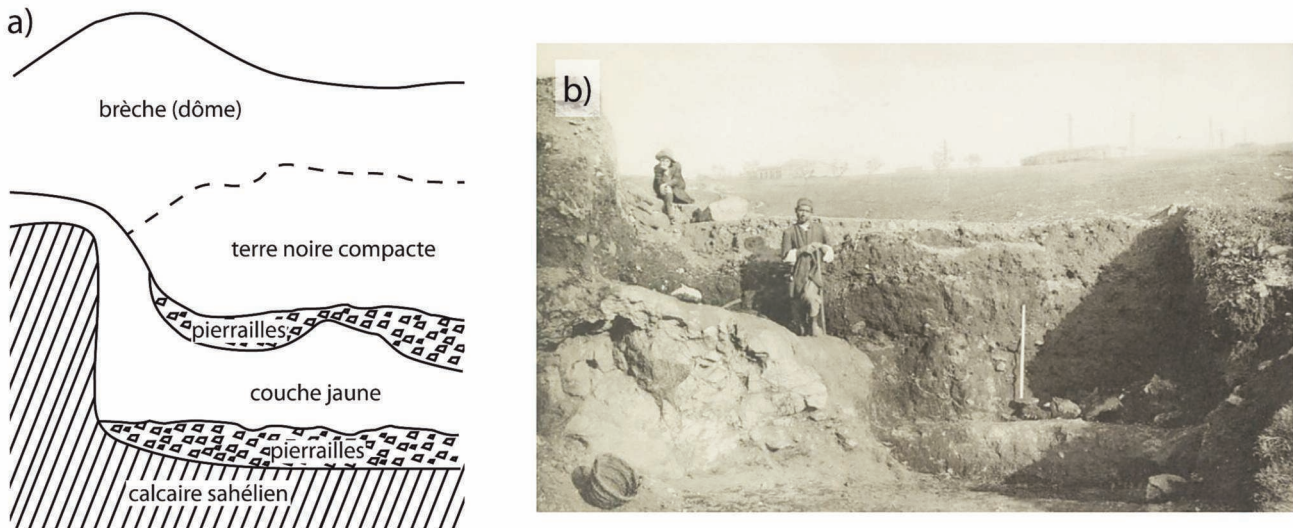 a)
brèche (dôme)
terre noire compacte
pierrailles
couche jaune
pierrailles
calcaire sahélien
b)